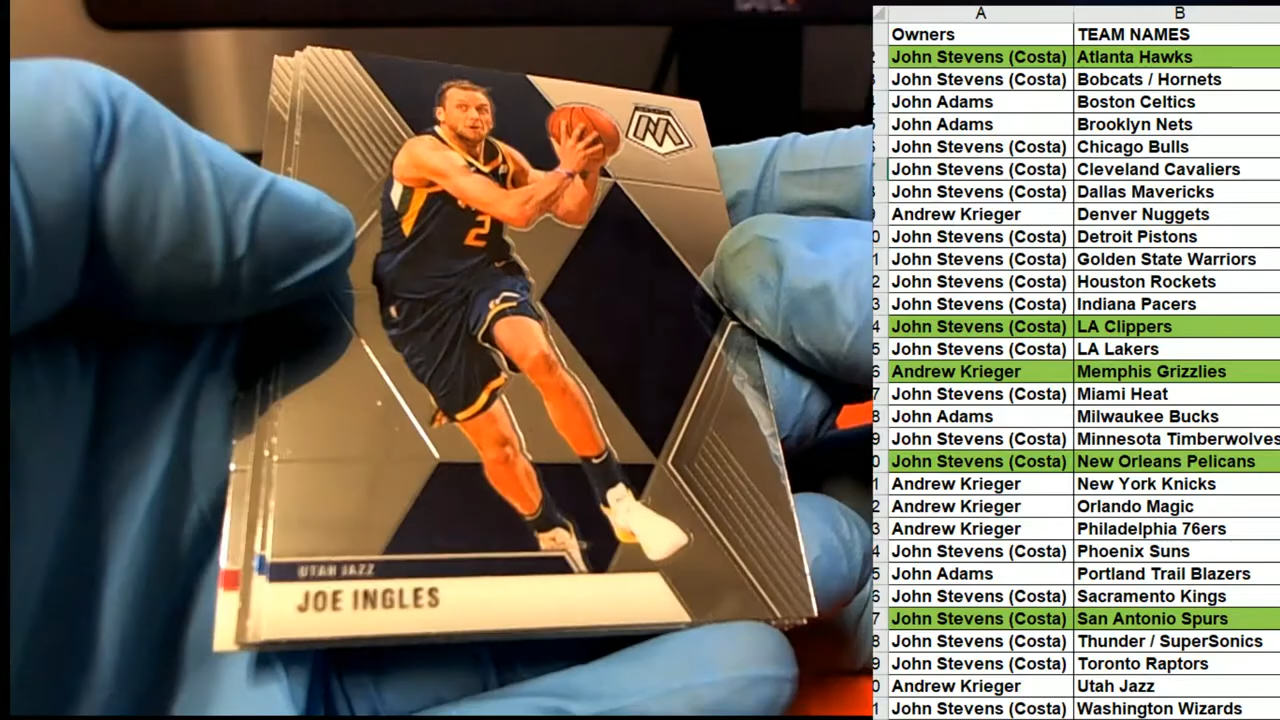 UTAH JAZZ
JOE INGLES
2
A B
Owners TEAM NAMES
John Stevens (Costa) Atlanta Hawks
John Stevens (Costa) Bobcats / Hornets
John Adams Boston Celtics
John Adams Brooklyn Nets
John Stevens (Costa) Chicago Bulls
John Stevens (Costa) Cleveland Cavaliers
John Stevens (Costa) Dallas Mavericks
Andrew Krieger Denver Nuggets
John Stevens (Costa) Detroit Pistons
John Stevens (Costa) Golden State Warriors
John Stevens (Costa) Houston Rockets
John Stevens (Costa) Indiana Pacers
John Stevens (Costa) LA Clippers
John Stevens (Costa) LA Lakers
Andrew Krieger Memphis Grizzlies
John Stevens (Costa) Miami Heat
John Adams Milwaukee Bucks
John Stevens (Costa) Minnesota Timberwolves
John Stevens (Costa) New Orleans Pelicans
Andrew Krieger New York Knicks
Andrew Krieger Orlando Magic
Andrew Krieger Philadelphia 76ers
John Stevens (Costa) Phoenix Suns
John Adams Portland Trail Blazers
John Stevens (Costa) Sacramento Kings
John Stevens (Costa) San Antonio Spurs
John Stevens (Costa) Thunder / SuperSonics
John Stevens (Costa) Toronto Raptors
Andrew Krieger Utah Jazz
John Stevens (Costa) Washington Wizards